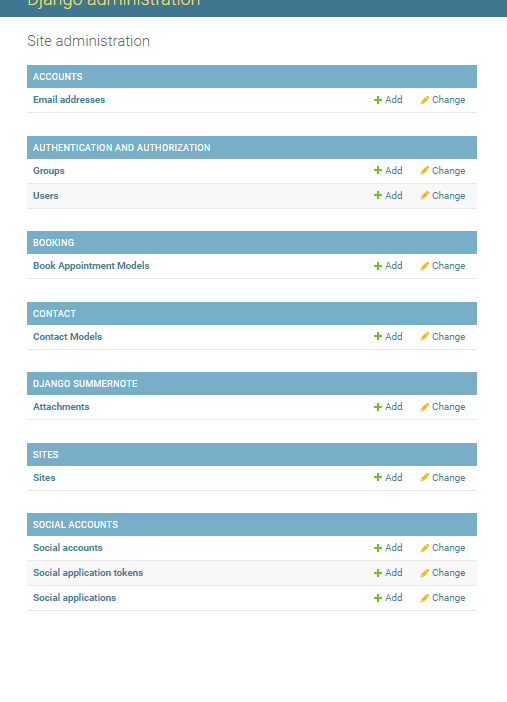 Django administration
Site administration
ACCOUNTS
Email addresses Add Change
AUTHENTICATION AND AUTHORIZATION
Groups Add Change
Users Add Change
BOOKING
Book Appointment Models Add Change
CONTACT
Contact Models Add Change
DJANGO SUMMERNOTE
Attachments Add Change
SITES
Sites Add Change
SOCIAL ACCOUNTS
Social accounts Add Change
Social application tokens Add Change
Social applications Add Change